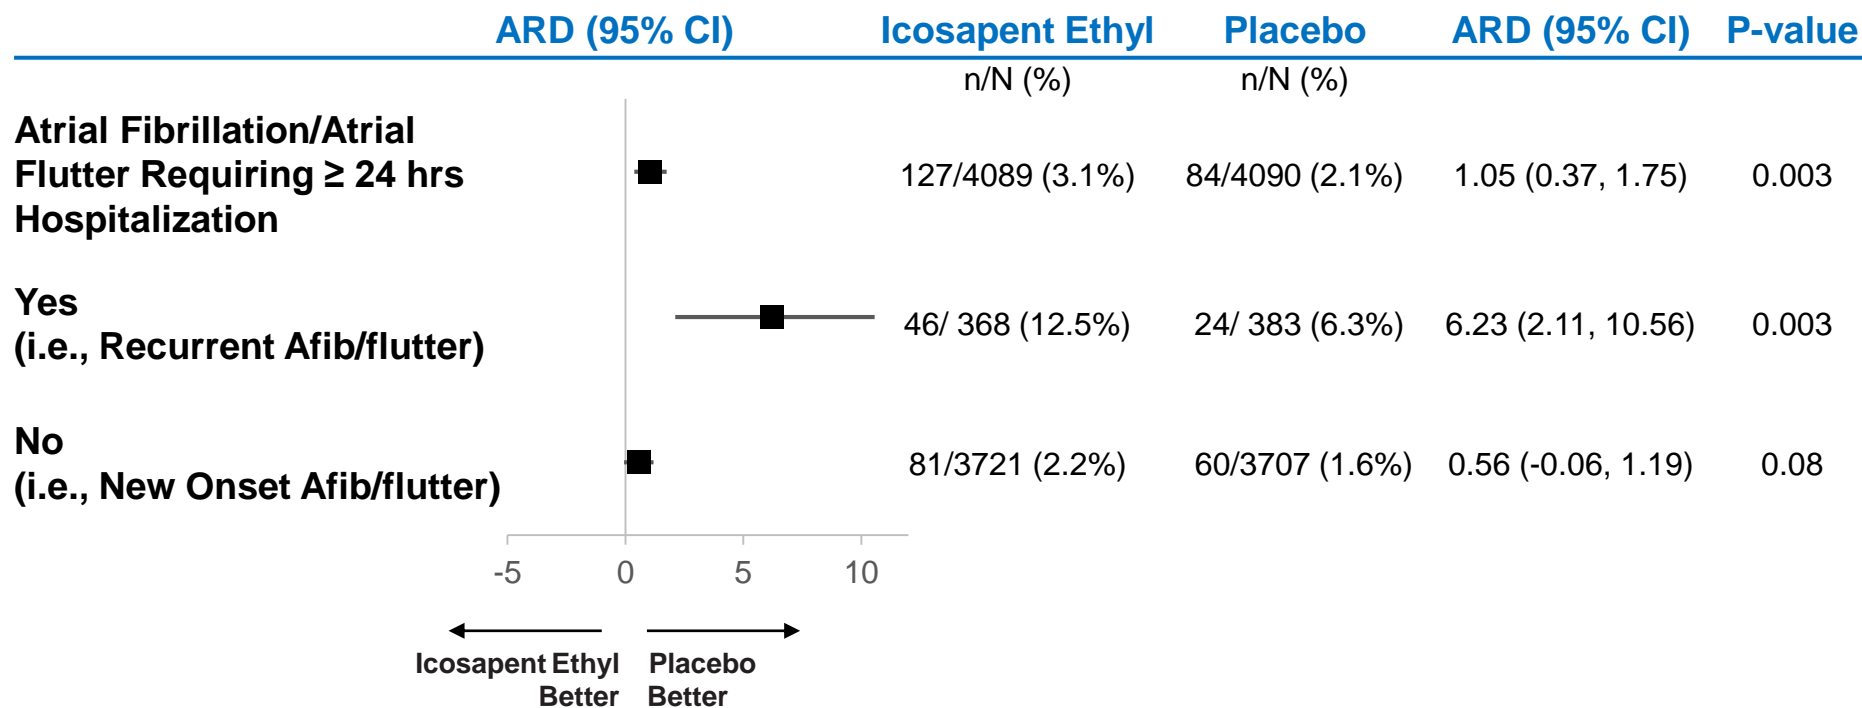 ARD (95% CI) Icosapent Ethyl Placebo ARD (95% CI) P-value
n/N (%) n/N (%)
Atrial Fibrillation/Atrial
Flutter Requiring ≥ 24 hrs
Hospitalization
127/4089 (3.1%) 84/4090 (2.1%) 1.05 (0.37, 1.75) 0.003
Yes
(i.e., Recurrent Afib/flutter)
46/ 368 (12.5%) 24/ 383 (6.3%) 6.23 (2.11, 10.56) 0.003
No
(i.e., New Onset Afib/flutter)
81/3721 (2.2%) 60/3707 (1.6%) 0.56 (-0.06, 1.19) 0.08
-5 0 5 10
Icosapent Ethyl
Better
Placebo
Better